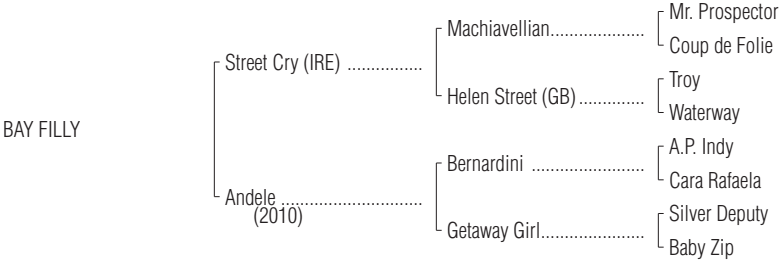 Mr. Prospector
Machiavellian....................
Coup de Folie
Street Cry (IRE) ................
Troy
Helen Street (GB)..............
Waterway
BAY FILLY
A.P. Indy
Bernardini ........................
Cara Rafaela
Andele ..............................
(2010)
Silver Deputy
Getaway Girl......................
Baby Zip